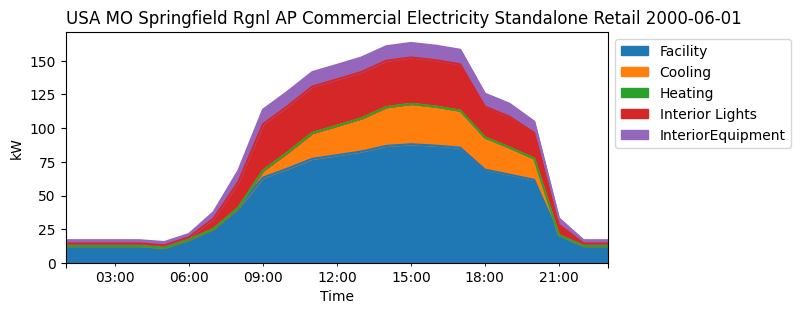 USA MO Springfield Rgnl AP Commercial Electricity Standalone Retail 2000-06-01
150
125
100
75
50
25
0
kW
03:00
06:00
09:00
12:00
15:00
18:00
21:00
Time
Facility
Cooling
Heating
Interior Lights
InteriorEquipment